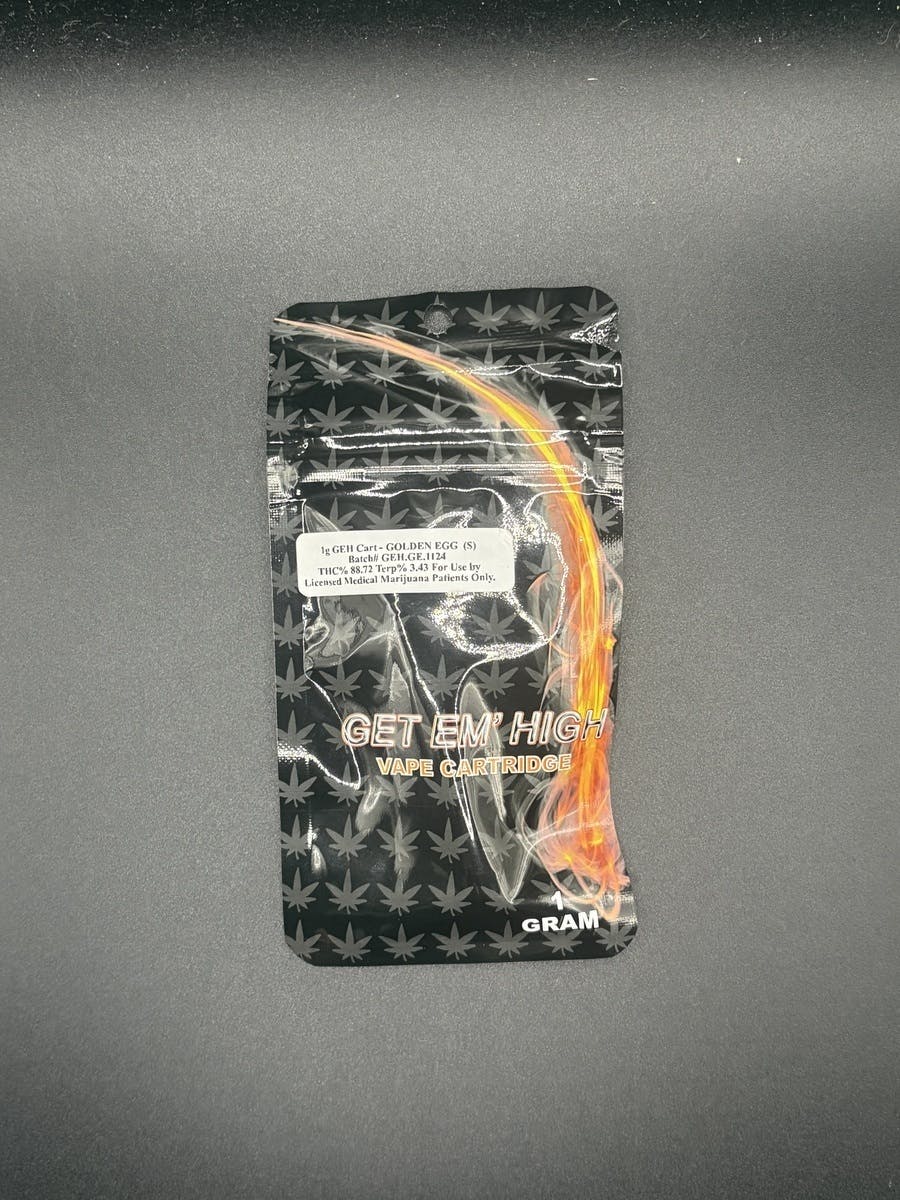 1g GEH Cart - GOLDEN EGG (S)
Batch# GEH.GE.1124
THC% 88.72 Terp% 3.43 For Use by
Licensed Medical Marijuana Patients Only.
GET EM' HIGH
VAPE CARTRIDGE
1
GRAM